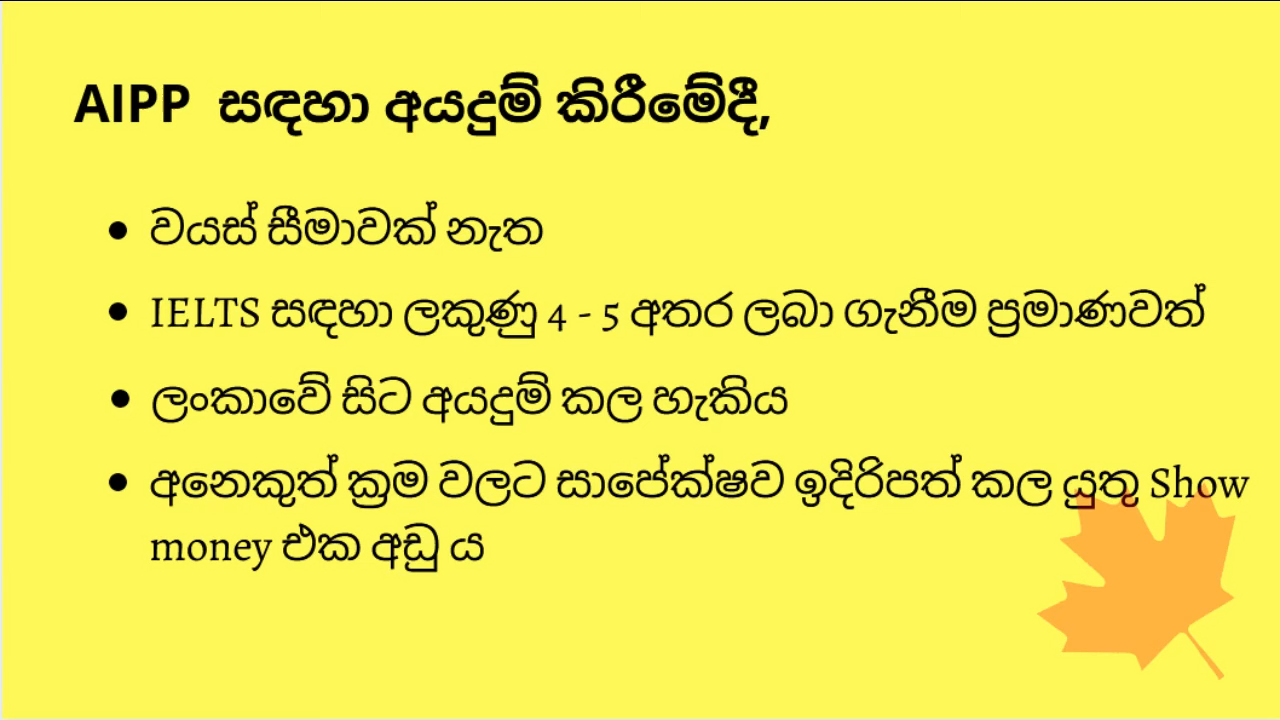 AIPP සඳහා අයදුම් කිරීමේදී,
• වයස් සීමාවක් නැත
• IELTS සඳහා ලකුණු 4 - 5 අතර ලබා ගැනීම ප්‍රමාණවත්
• ලංකාවේ සිට අයදුම් කල හැකිය
• අනෙකුත් ක්‍රම වලට සාපේක්ෂව ඉදිරිපත් කල යුතු Show
money එක අඩු ය